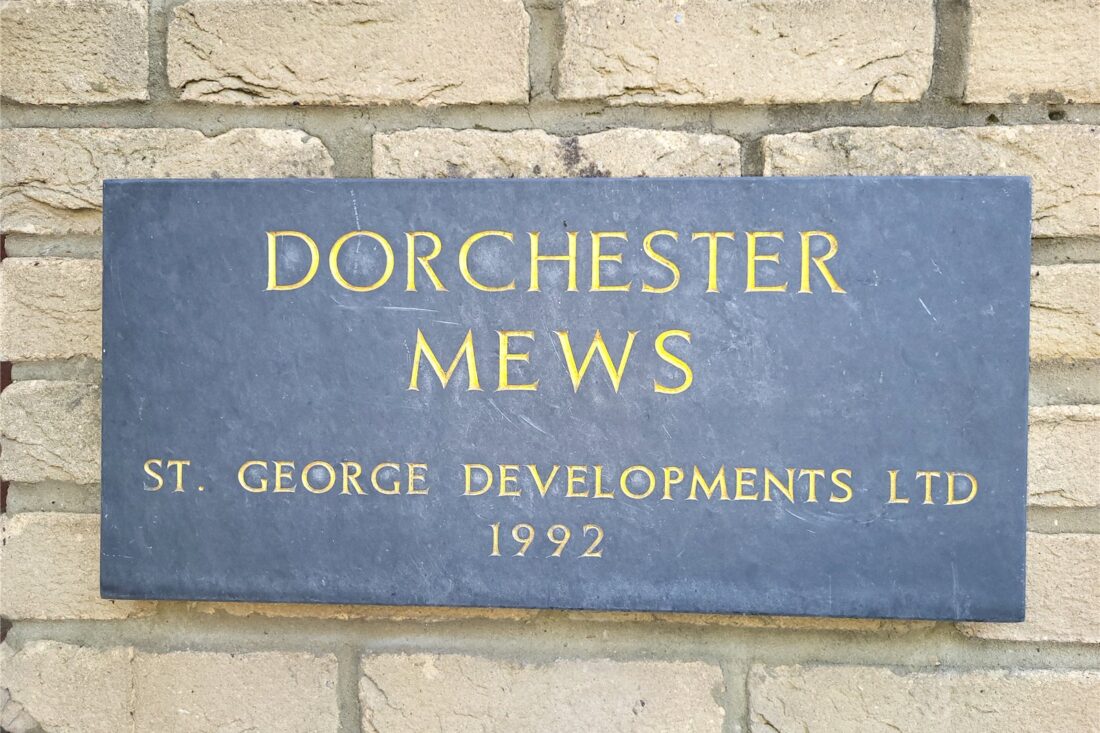 DORCHESTER
MEWS
ST. GEORGE DEVELOPMENTS LTD
1992